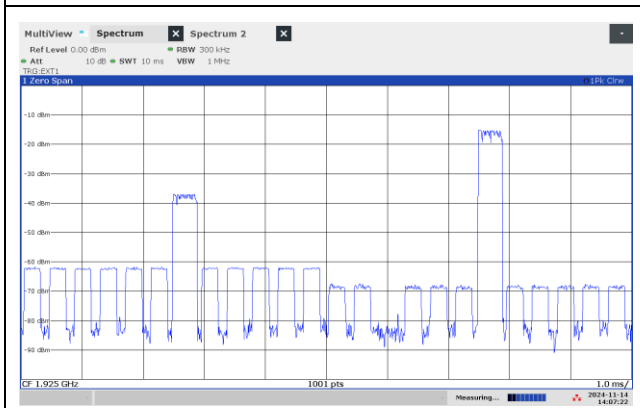 MultiView Spectrum X Spectrum 2 X
Ref Level 0.00 dBm RBW 300 kHz
Att 10 dB SWT 10 ms VBW 1 MHz
TRG:EXT1
1 Zero Span 1Pk Clrw
-10 dBm
-20 dBm
-30 dBm
-40 dBm
-50 dBm
-60 dBm
-70 dBm
-80 dBm
-90 dBm
CF 1.925 GHz 1001 pts 1.0 ms/
Measuring... 2024-11-14
14:07:22